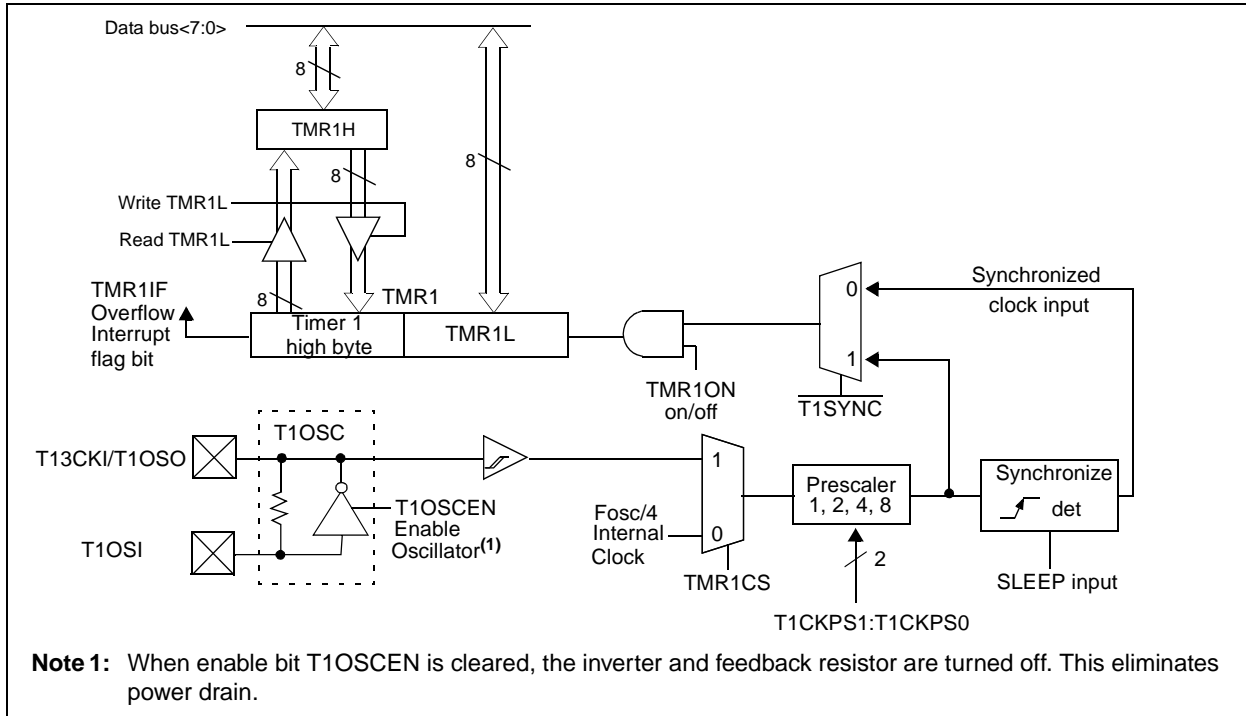 Data bus<7:0>
8
TMR1H
8
8
Write TMR1L
Read TMR1L
8
TMR1IF
Overflow
Interrupt
flag bit
TMR1
Timer 1
high byte
TMR1L
TMR1ON
on/off
0
1
T1SYNC
Synchronized
clock input
T13CKI/T1OSO
T1OSC
T1OSI
T1OSCEN
Enable
Oscillator(1)
Fosc/4
Internal
Clock
1
0
TMR1CS
Prescaler
1, 2, 4, 8
2
T1CKPS1:T1CKPS0
Synchronize
det
SLEEP input
Note 1: When enable bit T1OSCEN is cleared, the inverter and feedback resistor are turned off. This eliminates
power drain.